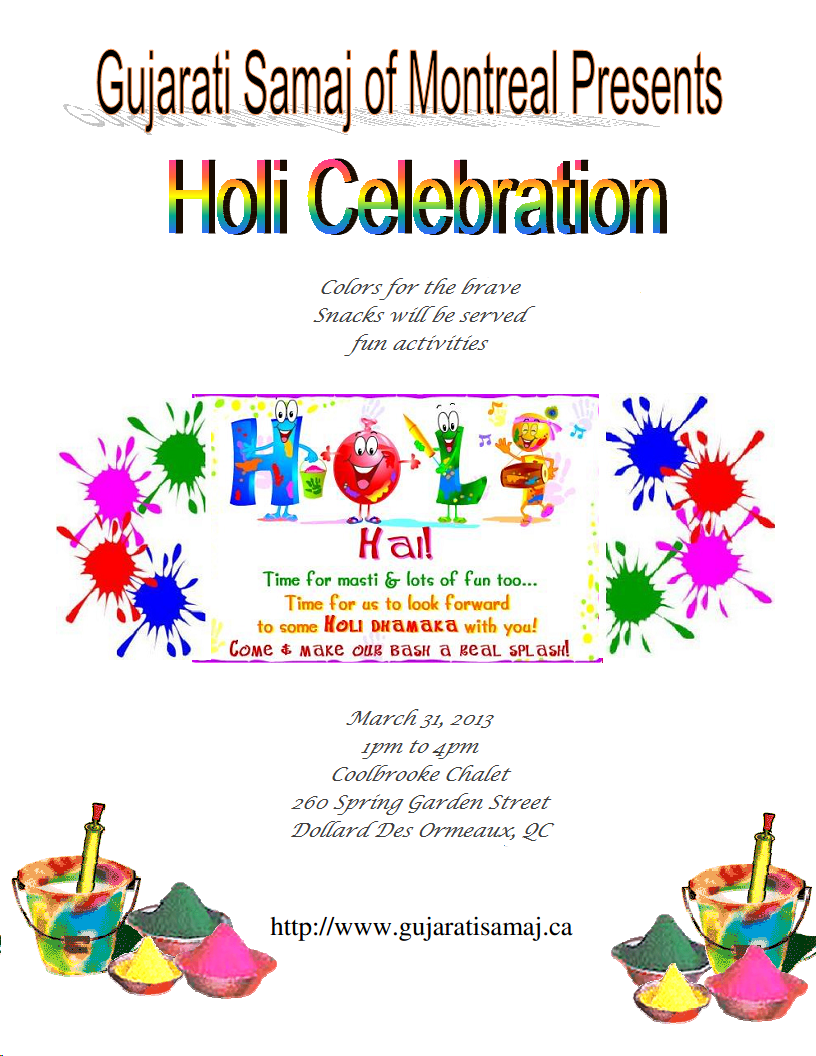 Gujarati Samaj of Montreal Presents
Holi Celebration
Colors for the brave
Snacks will be served
fun activities
HOLI
Hai!
Time for masti & lots of fun too...
Time for us to look forward
to some Holi dhamaka with you!
Come & make our bash a real splash!
March 31, 2013
1pm to 4pm
Coolbrooke Chalet
260 Spring Garden Street
Dollard Des Ormeaux, QC
http://www.gujaratisamaj.ca